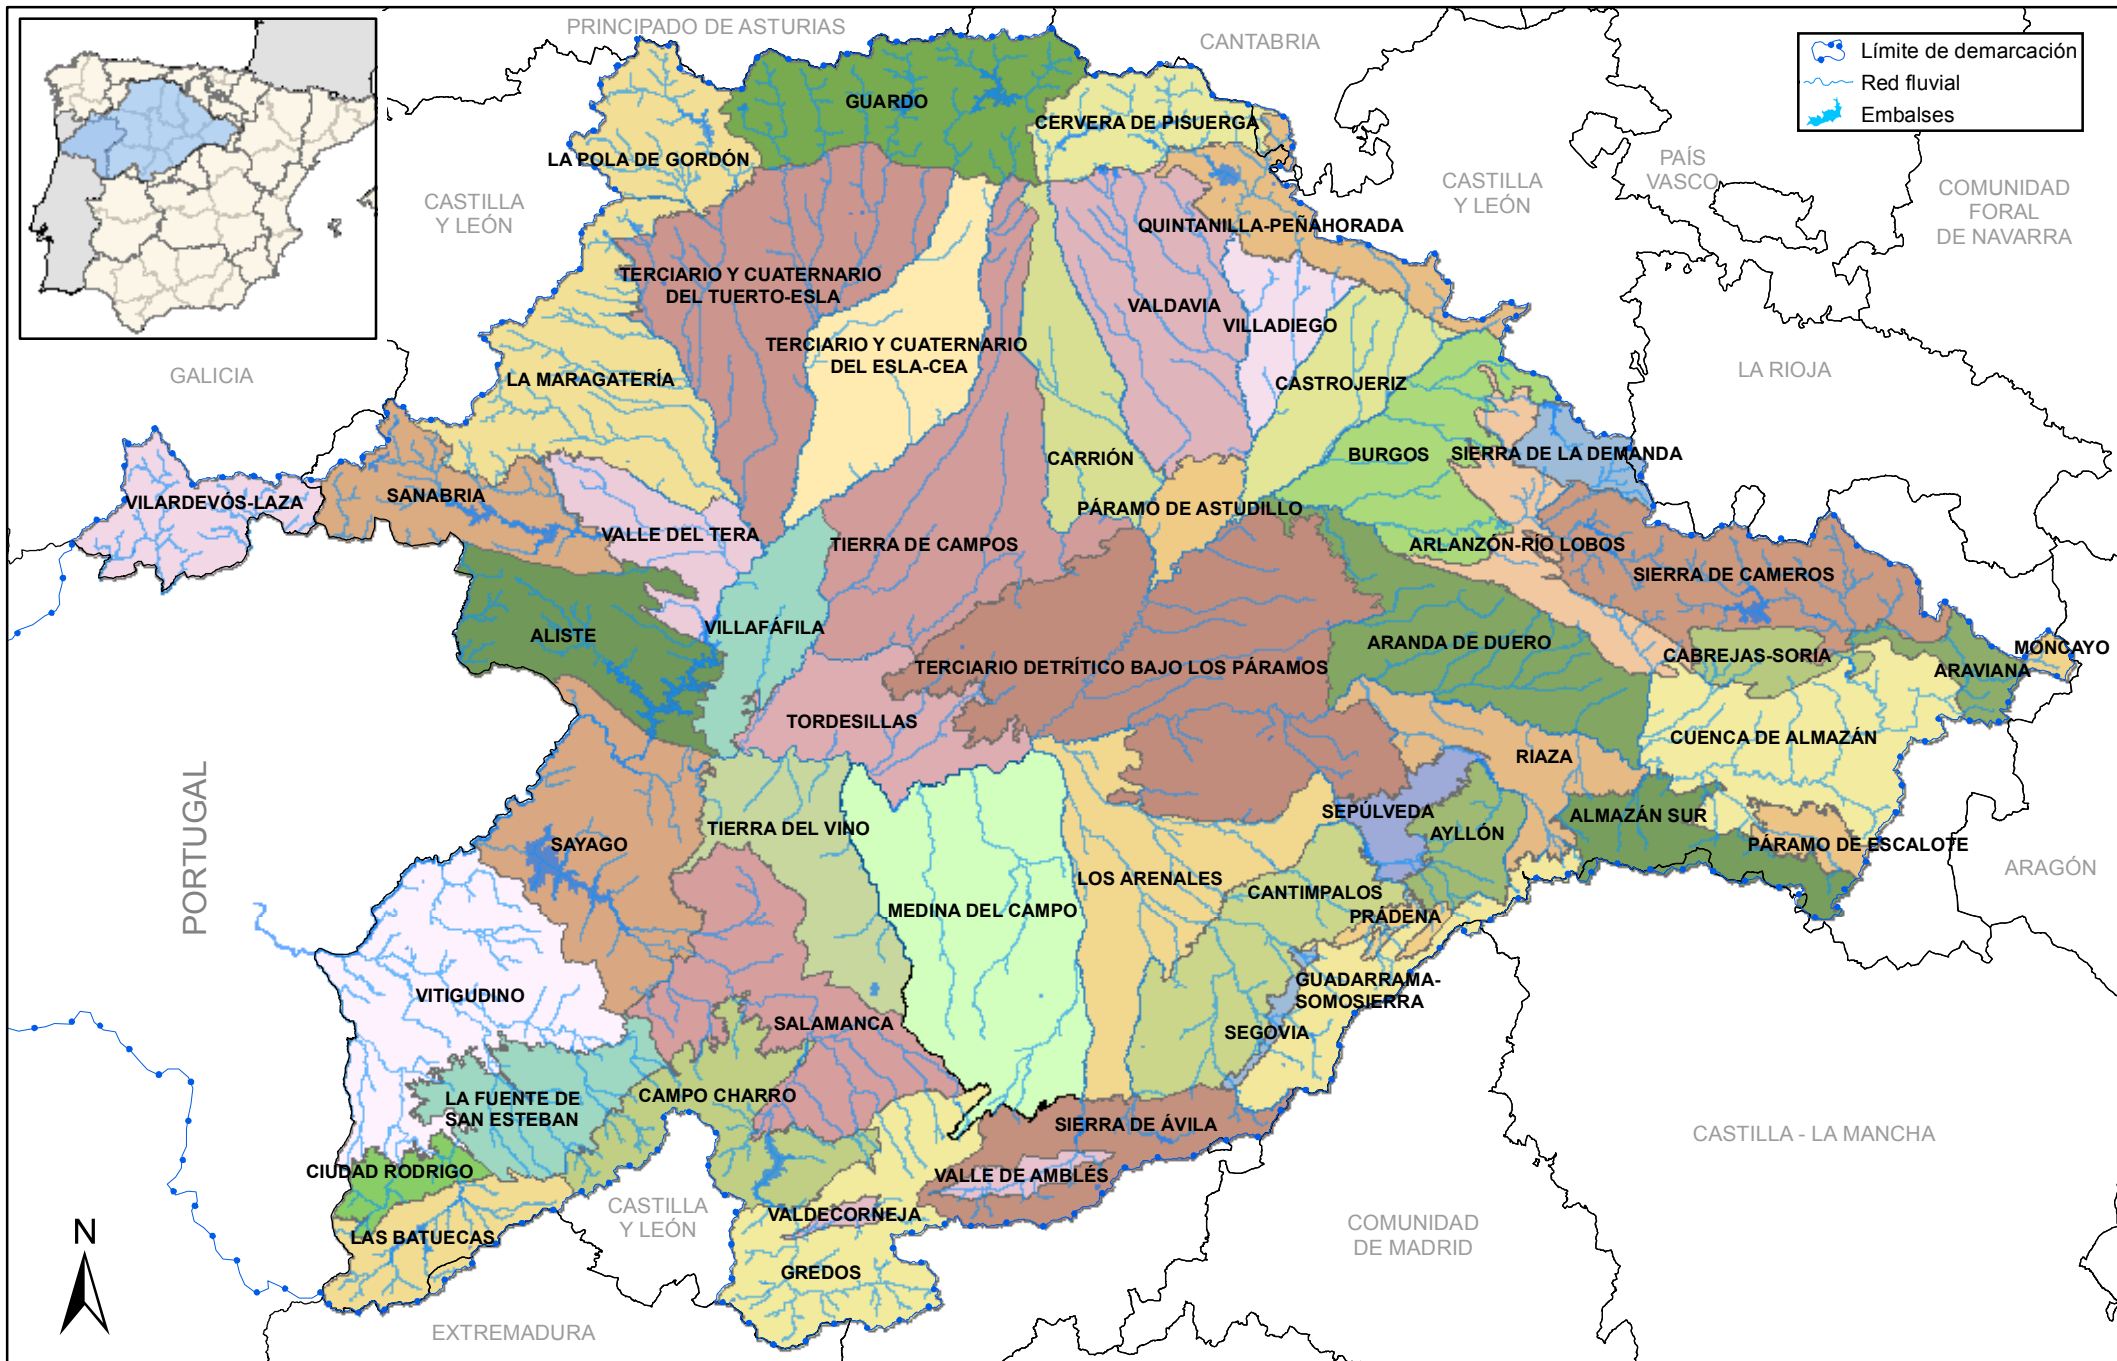 PRINCIPADO DE ASTURIAS
CANTABRIA
Límite de demarcación
Red fluvial
Embalses
GUARDO
CERVERA DE PISUERGA
LA POLA DE GORDÓN
PAÍS
VASCO
CASTILLA
Y LEÓN
CASTILLA
Y LEÓN
COMUNIDAD
FORAL
DE NAVARRA
QUINTANILLA-PEÑAHORADA
TERCIARIO Y CUATERNARIO
DEL TUERTO-ESLA
VALDAVIA
VILLADIEGO
TERCIARIO Y CUATERNARIO
DEL ESLA-CEA
GALICIA
LA MARAGATERÍA
CASTROJERIZ
LA RIOJA
CARRIÓN
BURGOS
SIERRA DE LA DEMANDA
VILARDEVÓS-LAZA
SANABRIA
PÁRAMO DE ASTUDILLO
VALLE DEL TERA
TIERRA DE CAMPOS
ARLANZÓN-RÍO LOBOS
SIERRA DE CAMEROS
ALISTE
VILLAFÁFILA
ARANDA DE DUERO
MONCAYO
CABREJAS-SORIA
ARAVIANA
TERCIARIO DETRÍTICO BAJO LOS PÁRAMOS
TORDESILLAS
CUENCA DE ALMAZÁN
RIAZA
PORTUGAL
SEPÚLVEDA
AYLLÓN
ALMAZÁN SUR
TIERRA DEL VINO
SAYAGO
PÁRAMO DE ESCALOTE
ARAGÓN
LOS ARENALES
CANTIMPALOS
MEDINA DEL CAMPO
PRÁDENA
GUADARRAMA-
SOMOSIERRA
VITIGUDINO
SALAMANCA
SEGOVIA
LA FUENTE DE
SAN ESTEBAN
CAMPO CHARRO
SIERRA DE ÁVILA
CASTILLA - LA MANCHA
CIUDAD RODRIGO
VALLE DE AMBLÉS
CASTILLA
Y LEÓN
VALDECORNEJA
COMUNIDAD
DE MADRID
N
LAS BATUECAS
GREDOS
EXTREMADURA